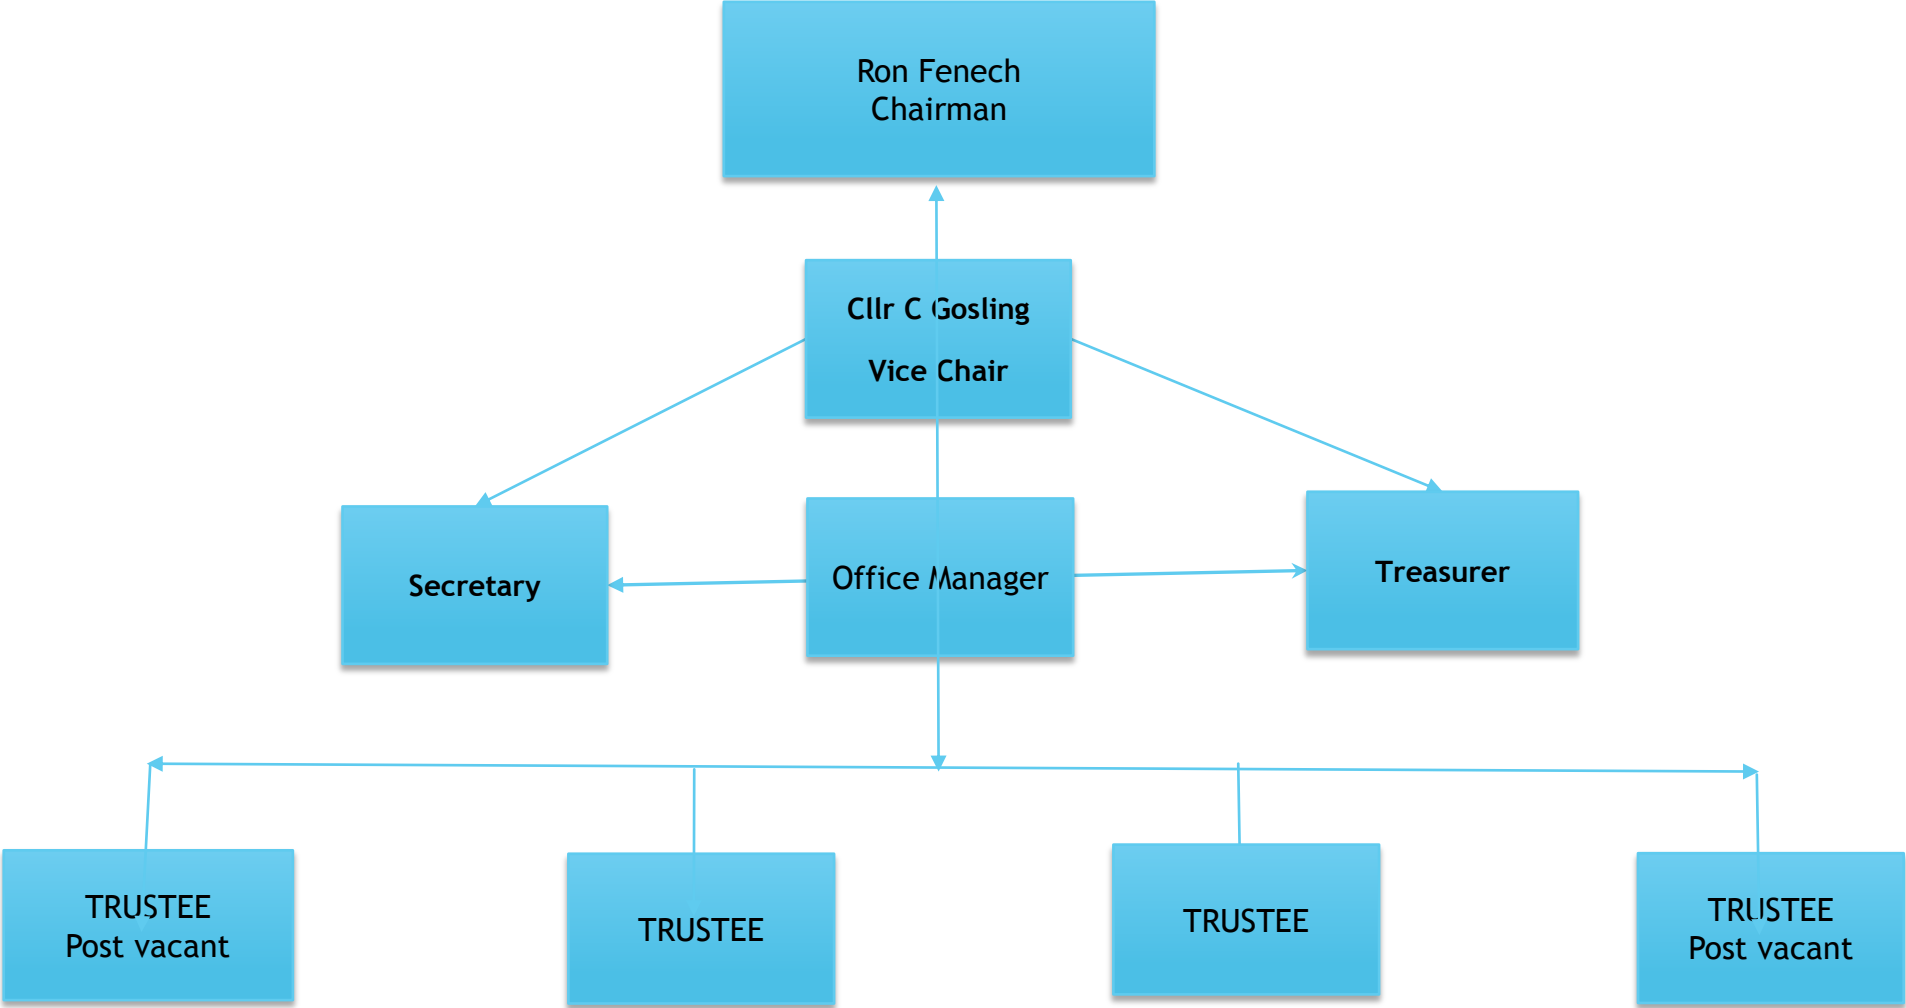 Ron Fenech
Chairman
Cllr C Gosling
Vice Chair
Secretary
Office Manager
Treasurer
TRUSTEE
Post vacant
TRUSTEE
TRUSTEE
TRUSTEE
Post vacant